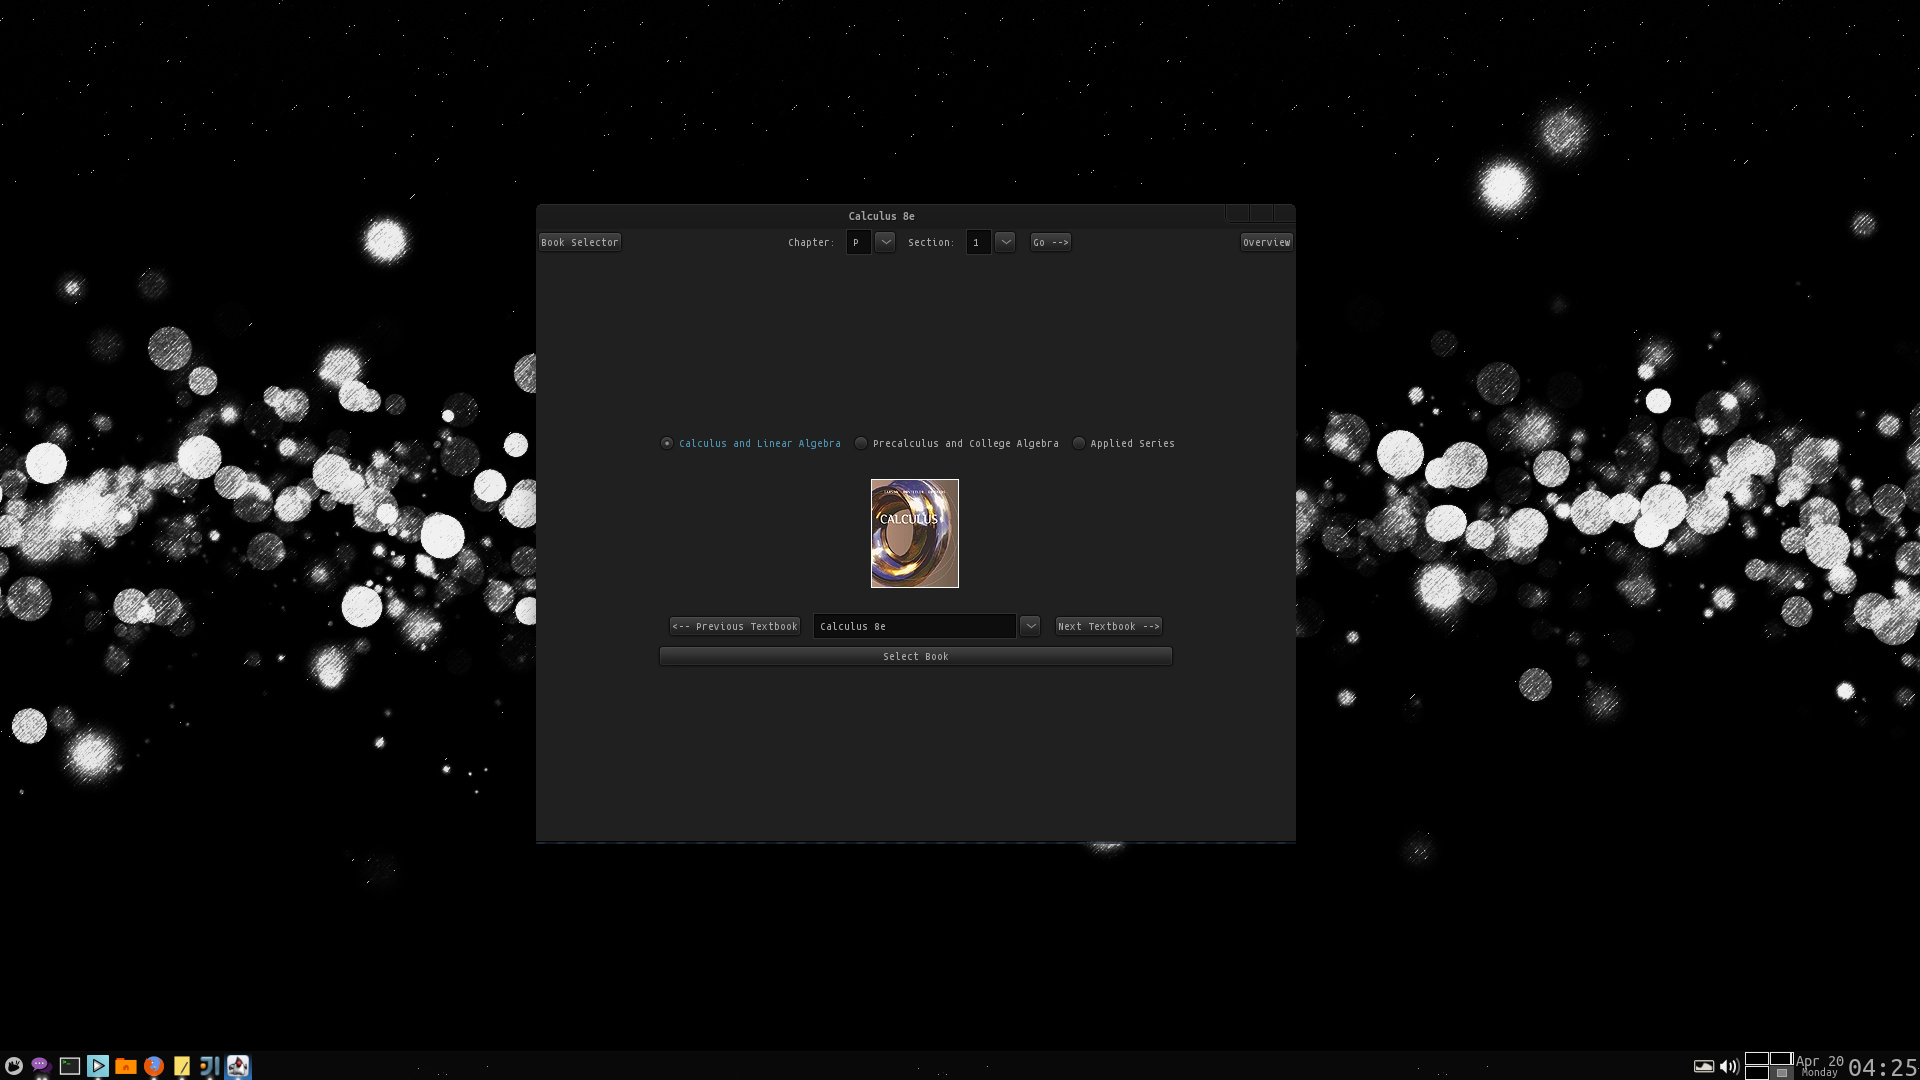 Calculus 8e
Book Selector Chapter: P Section: 1 Go --> Overview
Calculus and Linear Algebra Precalculus and College Algebra Applied Series
CALCULUS
<-- Previous Textbook Calculus 8e Next Textbook -->
Select Book
Apr 20
Monday
04:25